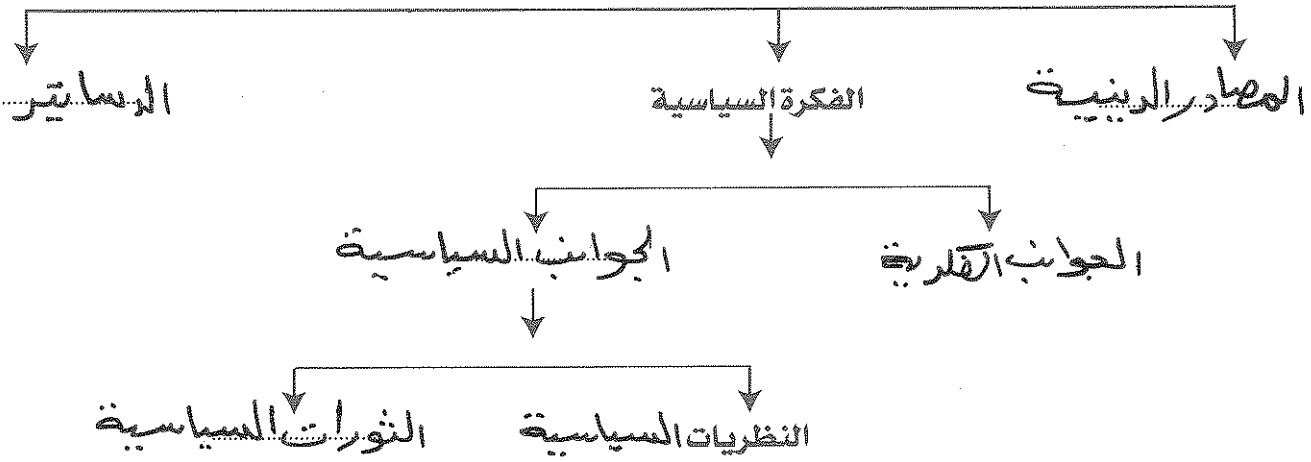 المصادر الدينية
الفكرة السياسية
الدساتير
الجوانب الفكرية
الجوانب السياسية
النظريات السياسية
الثورات السياسية